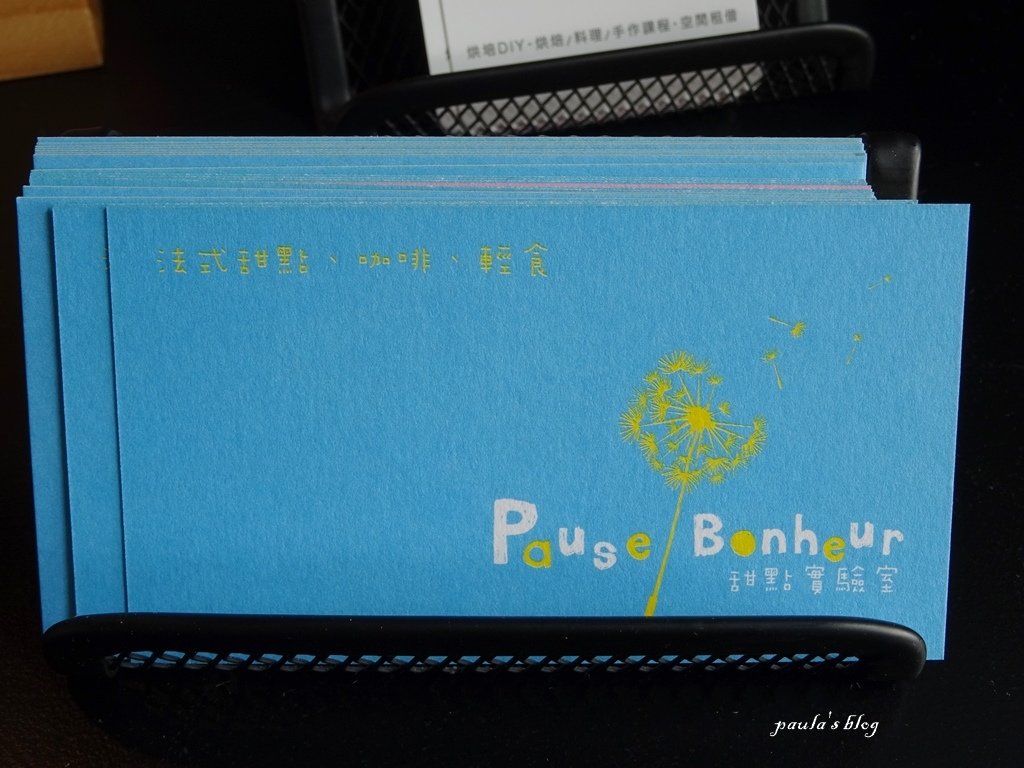 烘培DIY‧烘焙/料理/手作課程‧空間租借
法式甜點、咖啡、輕食
Pause Bonheur
甜點實驗室
paula's blog